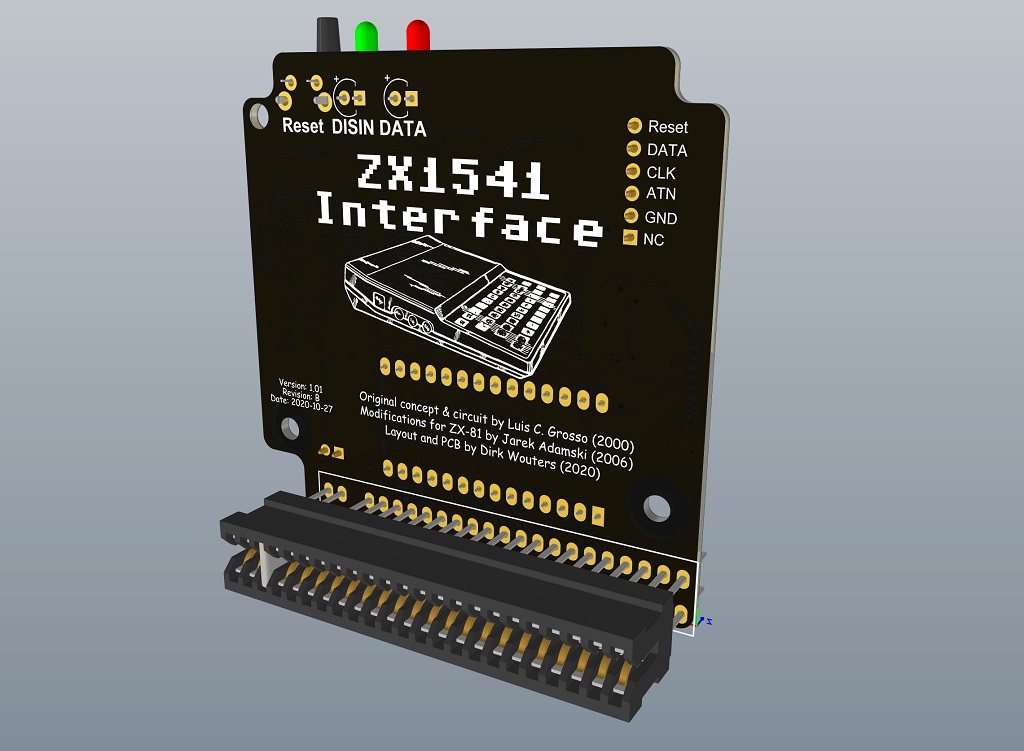 Reset DISIN DATA
ZX1541
Interface
Reset
DATA
CLK
ATN
GND
NC
Version: 1.01
Revision: B
Date: 2020-10-27
Original concept & circuit by Luis C. Grosso (2000)
Modifications for ZX-81 by Jarek Adamski (2006)
Layout and PCB by Dirk Wouters (2020)
z